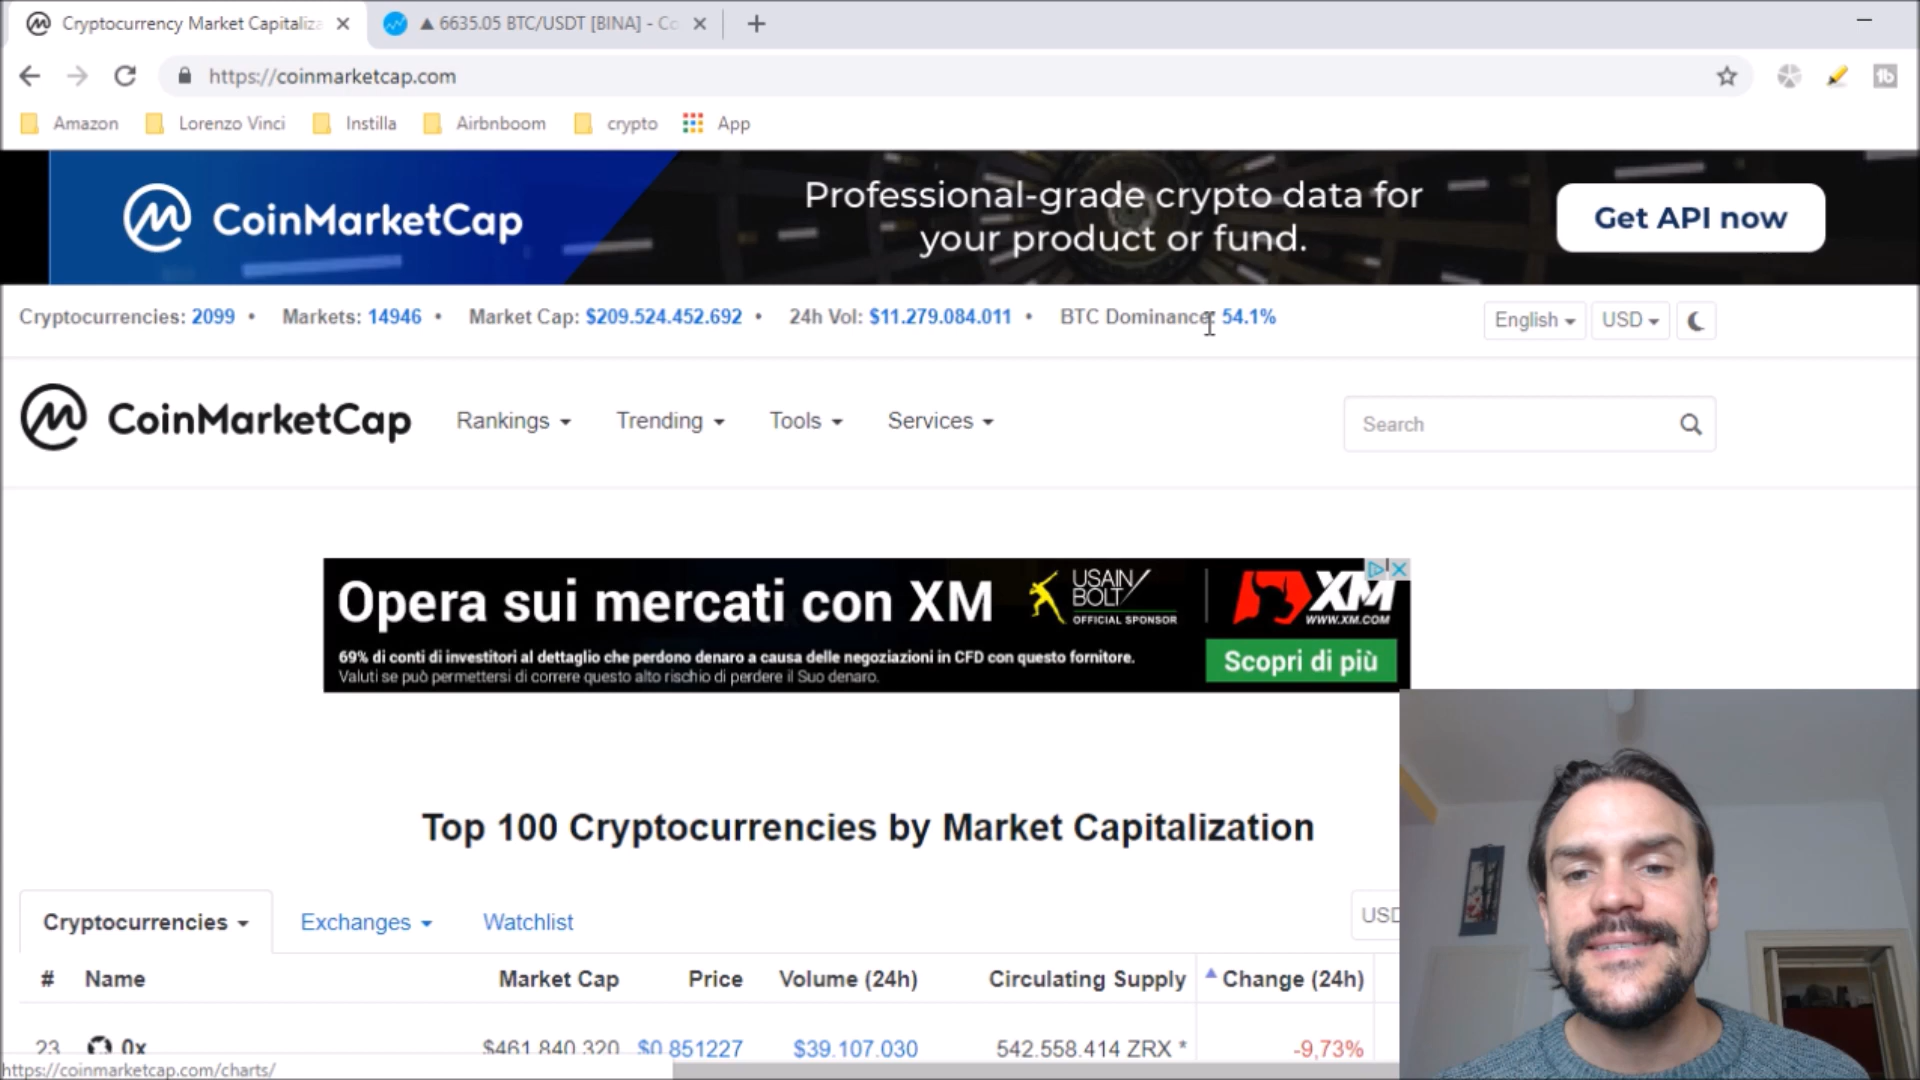 Cryptocurrency Market Capitaliza
▲ 6635.05 BTC/USDT [BINA] - Co
https://coinmarketcap.com
Amazon
Lorenzo Vinci
Instilla
Airbnboom
crypto
App
CoinMarketCap
Professional-grade crypto data for
your product or fund.
Get API now
Cryptocurrencies: 2099 • Markets: 14946 • Market Cap: $209.524.452.692 • 24h Vol: $11.279.084.011 • BTC Dominance: 54.1%
English
USD
CoinMarketCap
Rankings
Trending
Tools
Services
Search
Opera sui mercati con XM
USAIN
BOLT
OFFICIAL SPONSOR
XM
WWW.XM.COM
69% di conti di investitori al dettaglio che perdono denaro a causa delle negoziazioni in CFD con questo fornitore.
Valuti se può permettersi di correre questo alto rischio di perdere il Suo denaro.
Scopri di più
Top 100 Cryptocurrencies by Market Capitalization
Cryptocurrencies
Exchanges
Watchlist
USD
# Name Market Cap Price Volume (24h) Circulating Supply Change (24h)
23 0x $461.840.320 $0.851227 $39.107.030 542.558.414 ZRX * -9,73%
https://coinmarketcap.com/charts/